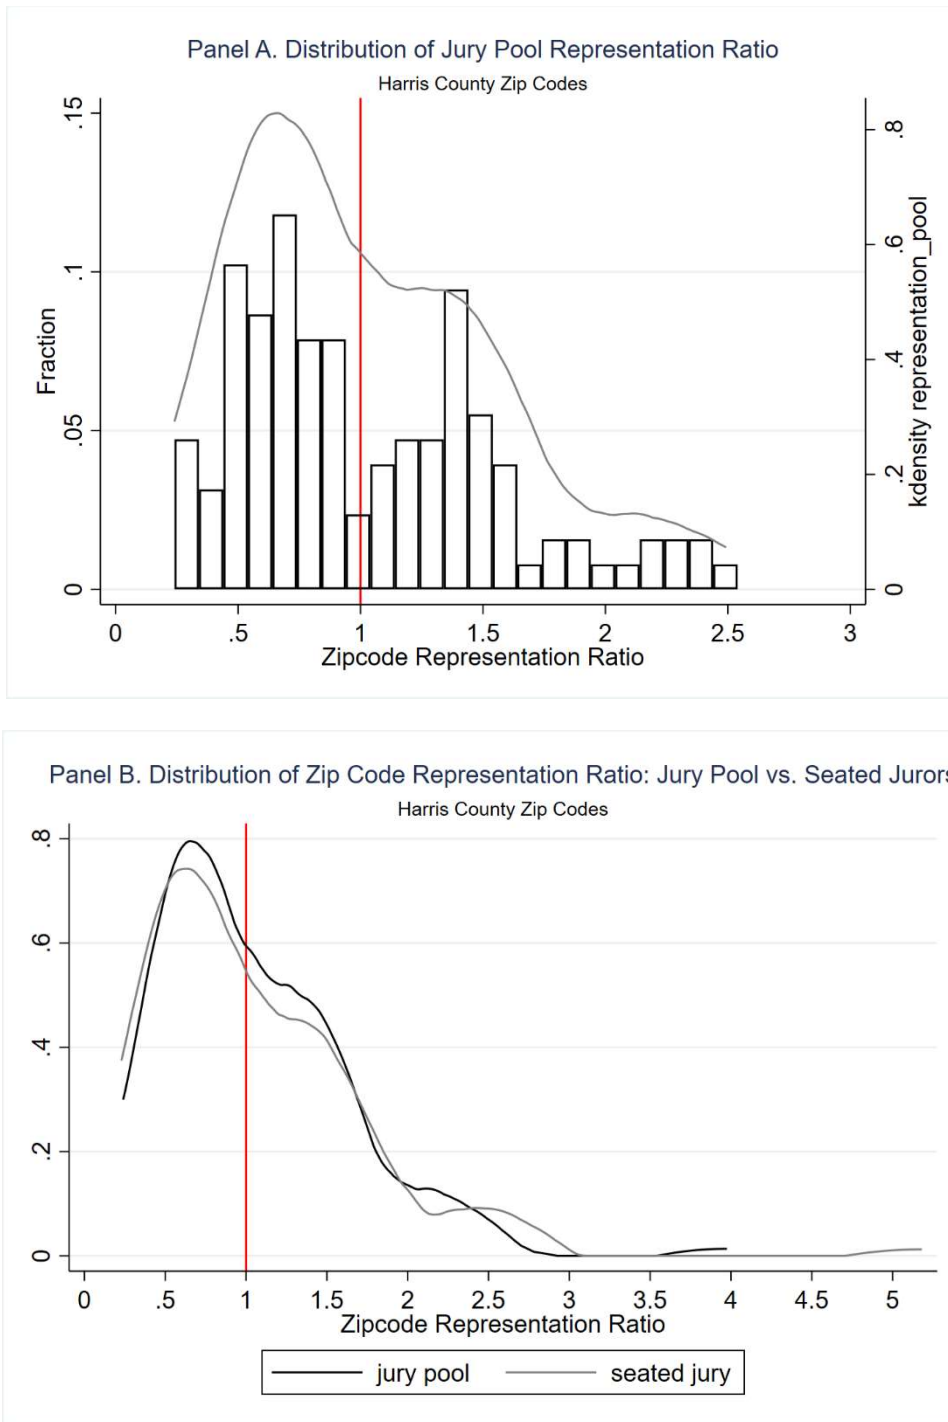 Panel A. Distribution of Jury Pool Representation Ratio
Harris County Zip Codes
.15
.1
.05
0
Fraction
.8
.6
.4
.2
0
kdensity representation_pool
0 .5 1 1.5 2 2.5 3
Zipcode Representation Ratio
Panel B. Distribution of Zip Code Representation Ratio: Jury Pool vs. Seated Jurors
Harris County Zip Codes
.8
.6
.4
.2
0
0 .5 1 1.5 2 2.5 3 3.5 4 4.5 5
Zipcode Representation Ratio
jury pool seated jury